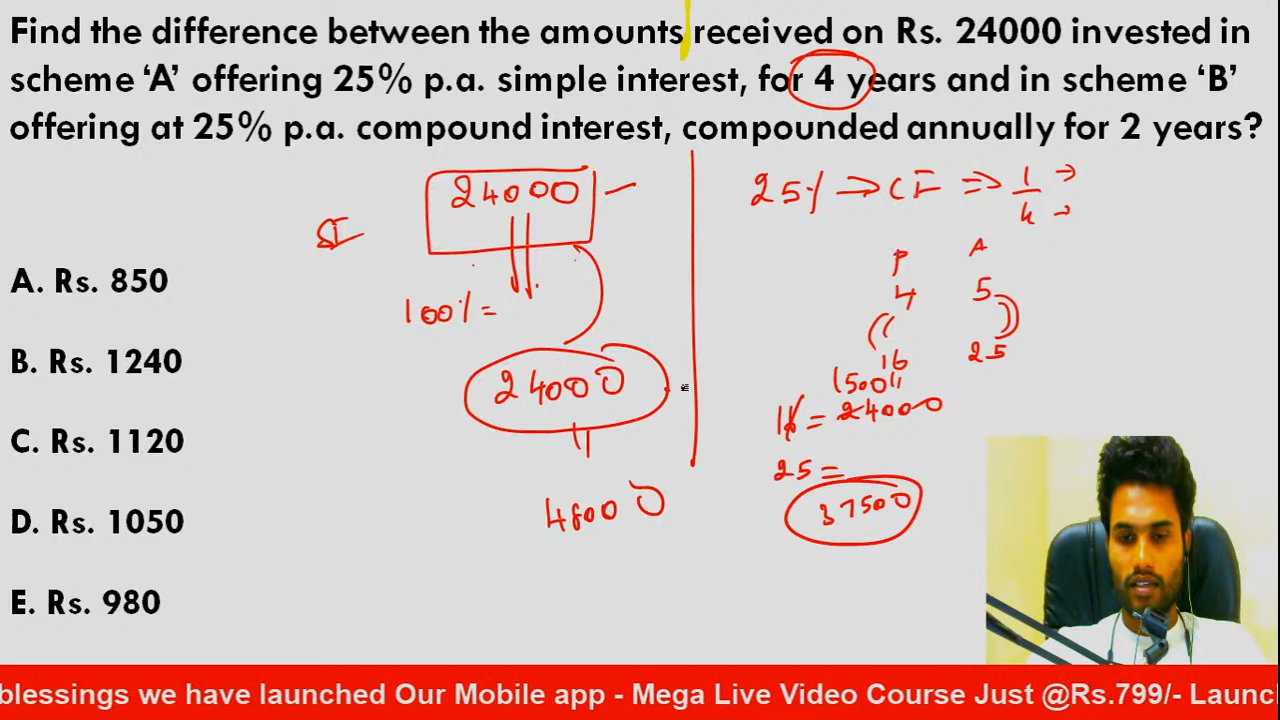 Find the difference between the amounts received on Rs. 24000 invested in
scheme ‘A’ offering 25% p.a. simple interest, for 4 years and in scheme ‘B’
offering at 25% p.a. compound interest, compounded annually for 2 years?
24000
SI
100% =
24000
48000
25% => CI => 1/4
P A
4 5
16 25
1500
16 = 24000
25 =
37500
A. Rs. 850
B. Rs. 1240
C. Rs. 1120
D. Rs. 1050
E. Rs. 980
blessings we have launched Our Mobile app - Mega Live Video Course Just @Rs.799/- Launc